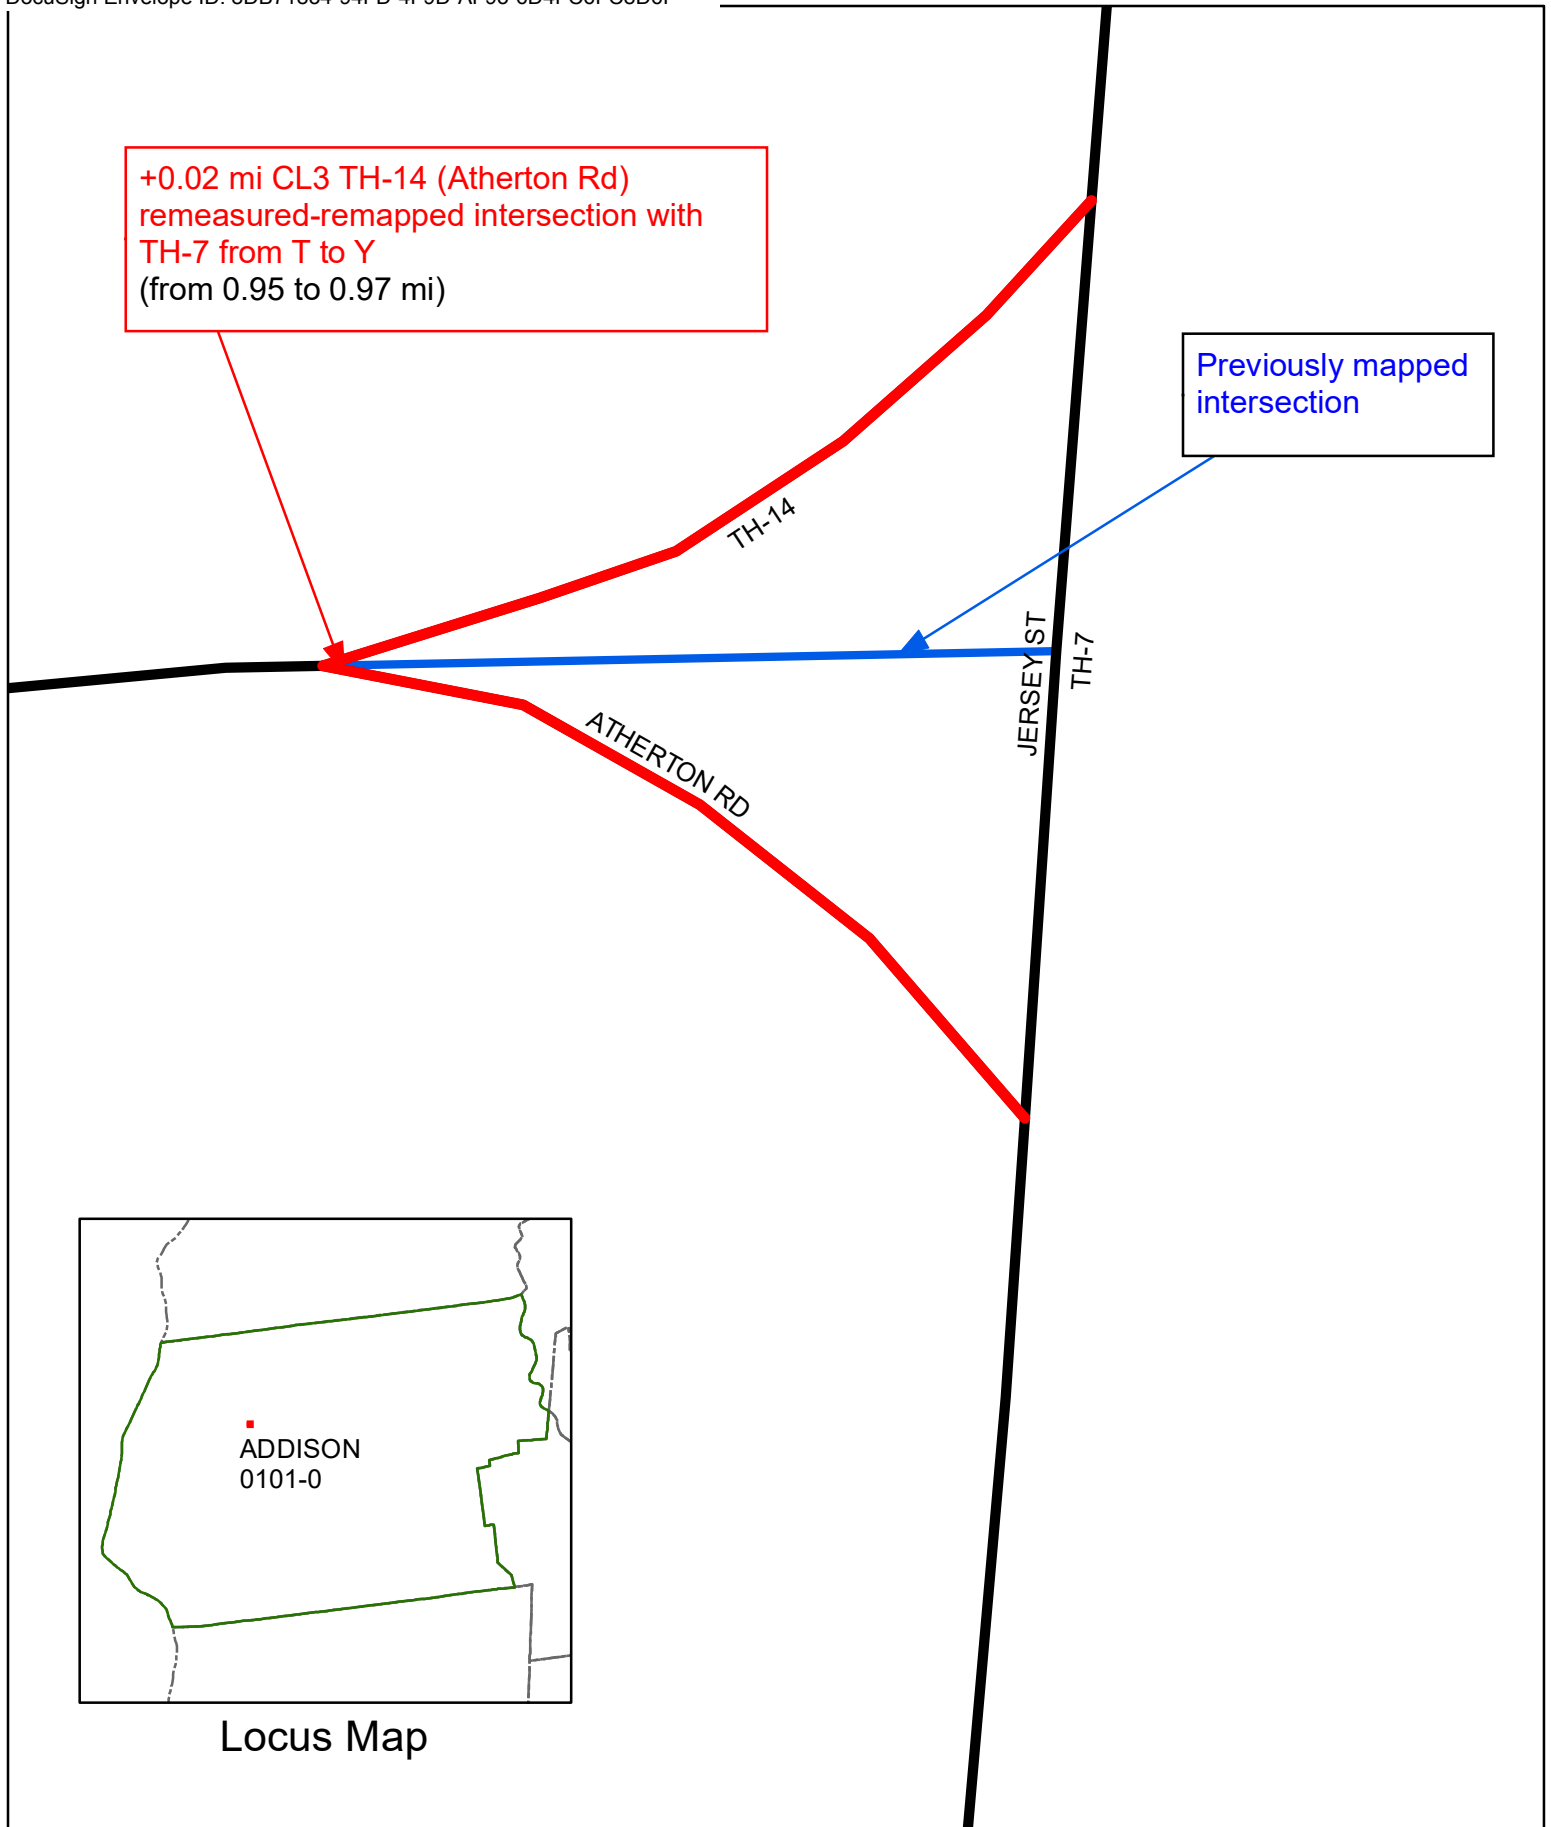 +0.02 mi CL3 TH-14 (Atherton Rd)
remeasured-remapped intersection with
TH-7 from T to Y
(from 0.95 to 0.97 mi)
Previously mapped
intersection
TH-14
JERSEY ST
TH-7
ATHERTON RD
ADDISON
0101-0
Locus Map